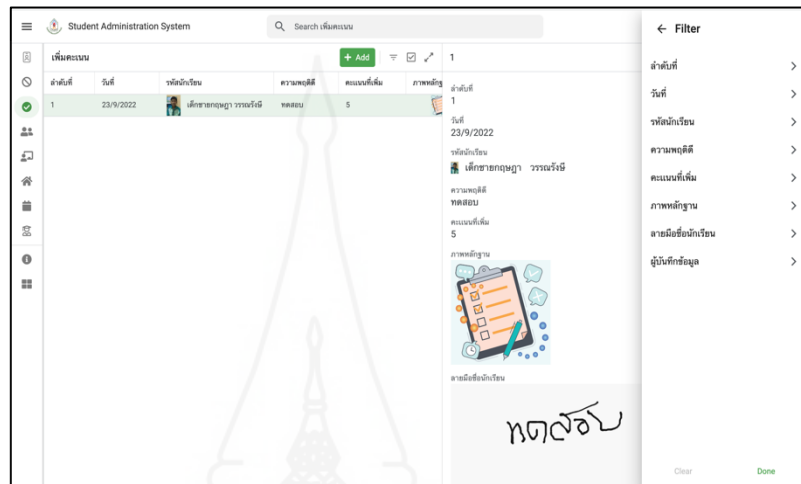 Student Administration System
Search เพิ่มคะแนน
เพิ่มคะแนน
+ Add
ลำดับที่ วันที่ รหัสนักเรียน ความพฤติดี คะแนนที่เพิ่ม ภาพหลักฐ
1 23/9/2022 เด็กชายกฤษฎา วรรณรังษี ทดสอบ 5
1
ลำดับที่
1
วันที่
23/9/2022
รหัสนักเรียน
เด็กชายกฤษฎา วรรณรังษี
ความพฤติดี
ทดสอบ
คะแนนที่เพิ่ม
5
ภาพหลักฐาน
ลายมือชื่อนักเรียน
ทดสอบ
Filter
ลำดับที่
วันที่
รหัสนักเรียน
ความพฤติดี
คะแนนที่เพิ่ม
ภาพหลักฐาน
ลายมือชื่อนักเรียน
ผู้บันทึกข้อมูล
Clear Done